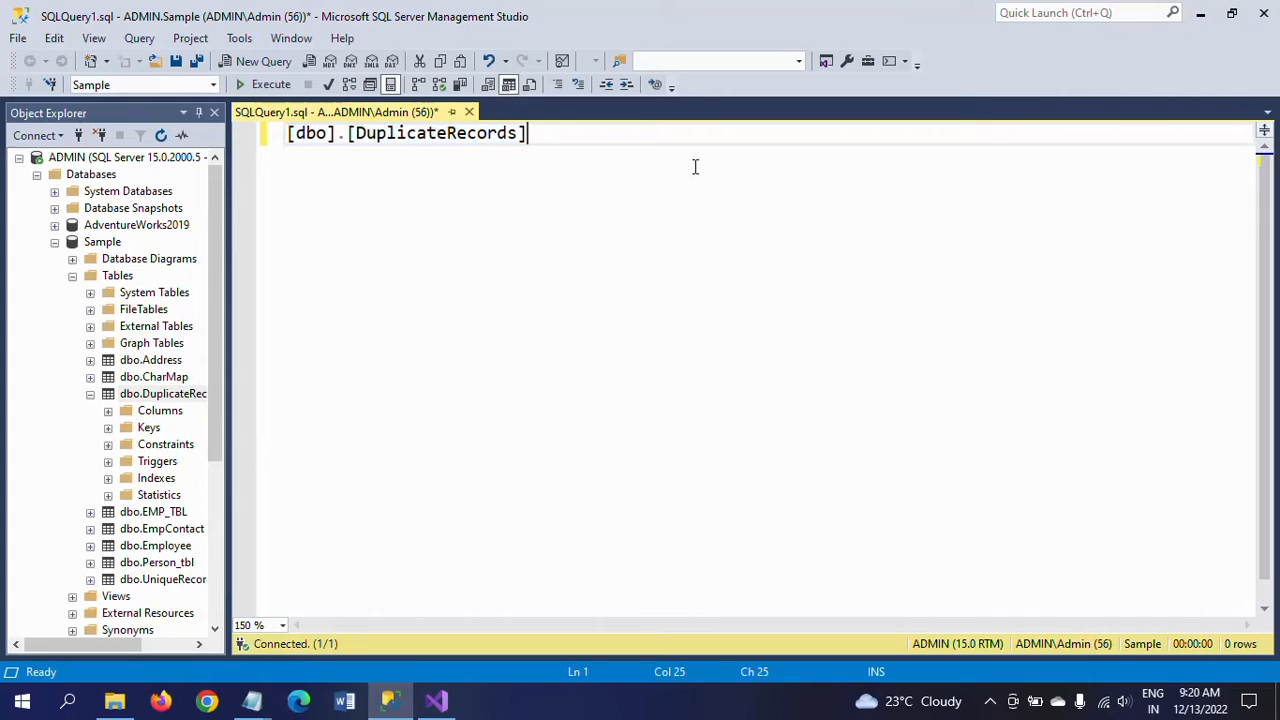 SQLQuery1.sql - ADMIN.Sample (ADMIN\Admin (56))* - Microsoft SQL Server Management Studio
Quick Launch (Ctrl+Q)
File Edit View Query Project Tools Window Help
New Query
MDX DMX XMLA DAX
Sample Execute
Object Explorer
SQLQuery1.sql - A...ADMIN\Admin (56))*
Connect
[dbo].[DuplicateRecords]
ADMIN (SQL Server 15.0.2000.5 -
Databases
System Databases
Database Snapshots
AdventureWorks2019
Sample
Database Diagrams
Tables
System Tables
FileTables
External Tables
Graph Tables
dbo.Address
dbo.CharMap
dbo.DuplicateRec
Columns
Keys
Constraints
Triggers
Indexes
Statistics
dbo.EMP_TBL
dbo.EmpContact
dbo.Employee
dbo.Person_tbl
dbo.UniqueRecor
Views
External Resources
Synonyms
150 %
Connected. (1/1)
ADMIN (15.0 RTM) ADMIN\Admin (56) Sample 00:00:00 0 rows
Ready Ln 1 Col 25 Ch 25 INS
23°C Cloudy
ENG
IN
9:20 AM
12/13/2022